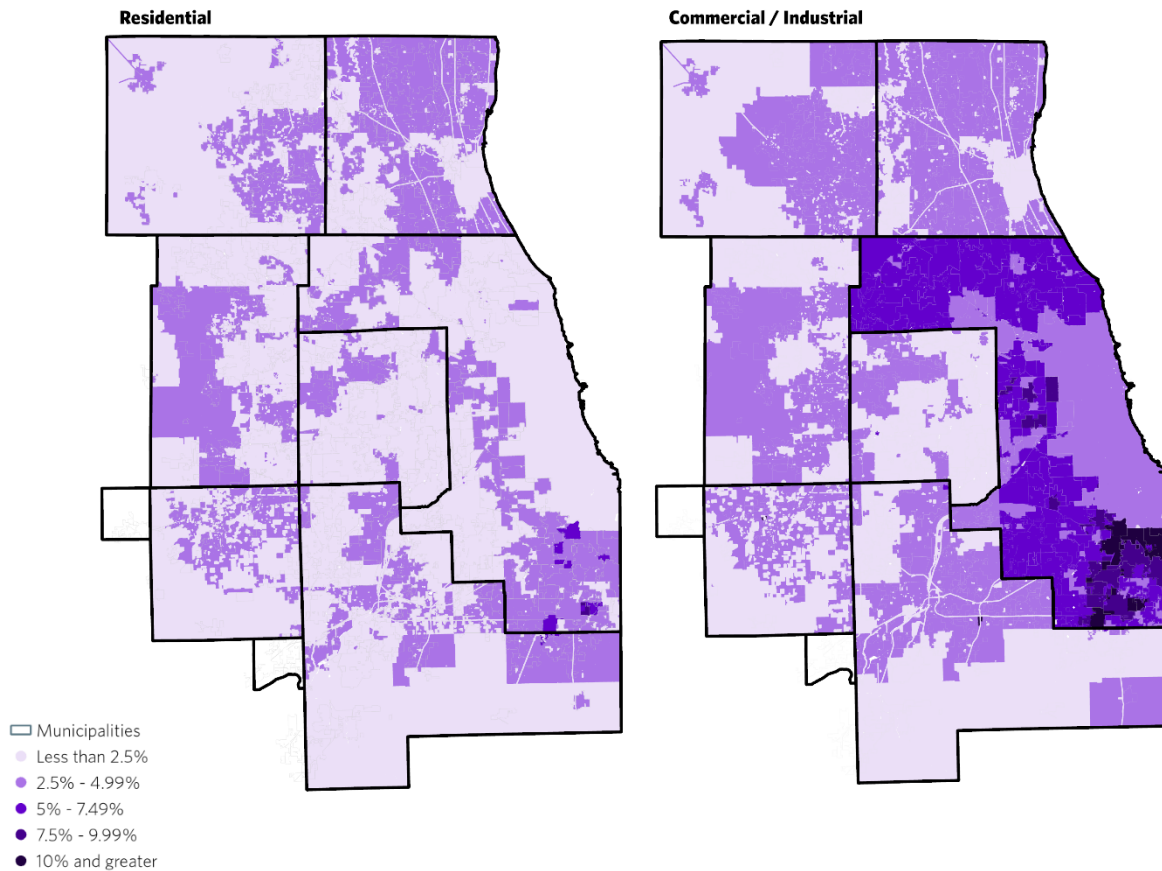 Residential
Commercial / Industrial
Municipalities
Less than 2.5%
2.5% - 4.99%
5% - 7.49%
7.5% - 9.99%
10% and greater